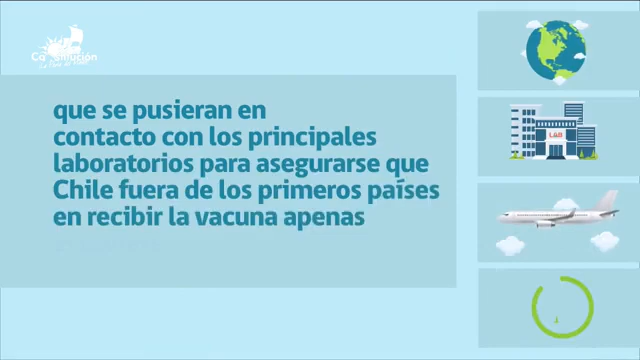 que se pusieran en
contacto con los principales
laboratorios para asegurarse que
Chile fuera de los primeros países
en recibir la vacuna apenas
LAB